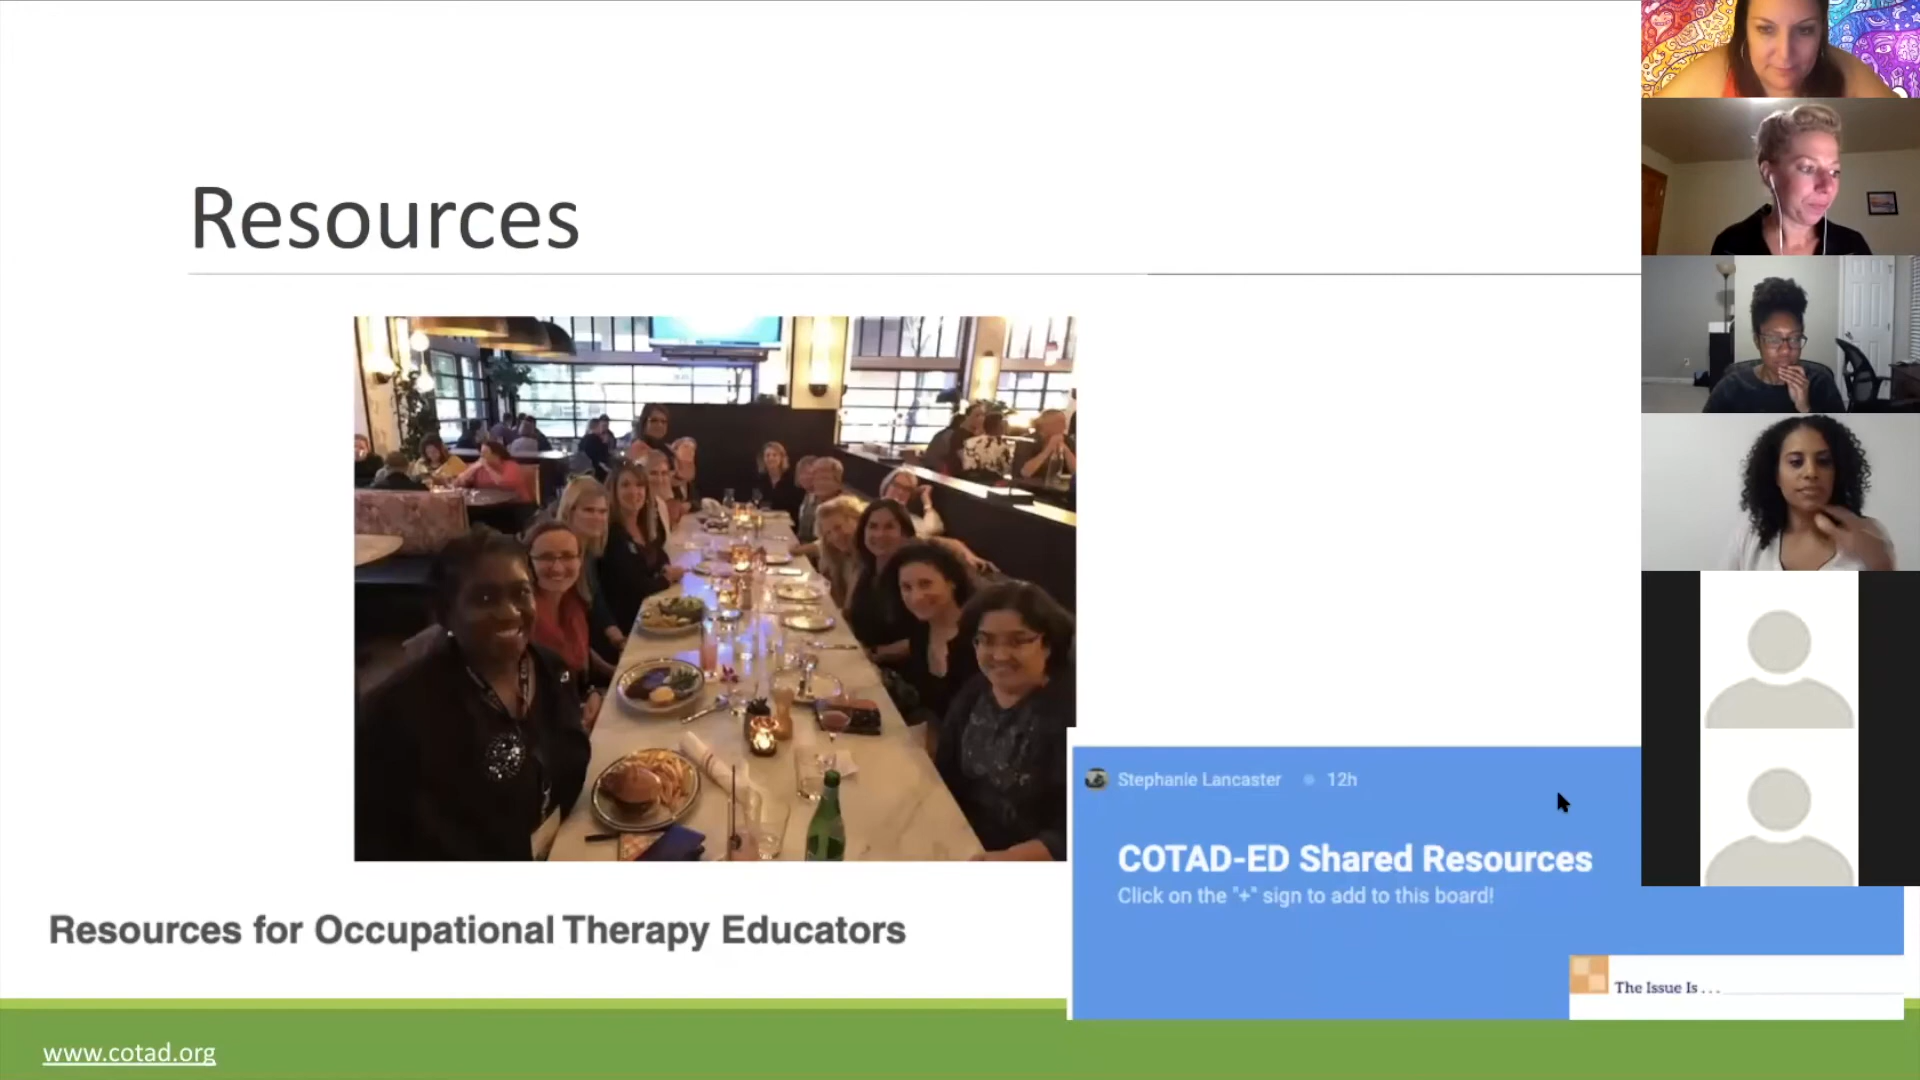 Resources
Stephanie Lancaster • 12h
COTAD-ED Shared Resources
Click on the "+" sign to add to this board!
Resources for Occupational Therapy Educators
The Issue Is . . .
www.cotad.org